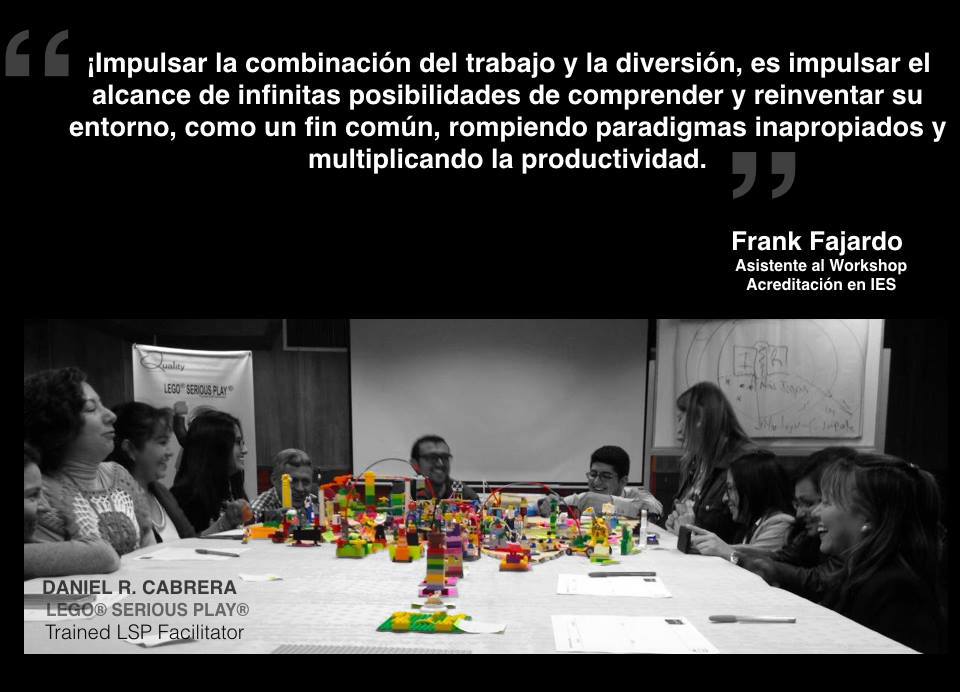 “
¡Impulsar la combinación del trabajo y la diversión, es impulsar el
alcance de infinitas posibilidades de comprender y reinventar su
entorno, como un fin común, rompiendo paradigmas inapropiados y
multiplicando la productividad.
”
Frank Fajardo
Asistente al Workshop
Acreditación en IES
Quality
LEGO® SERIOUS PLAY®
DANIEL R. CABRERA
LEGO® SERIOUS PLAY®
Trained LSP Facilitator